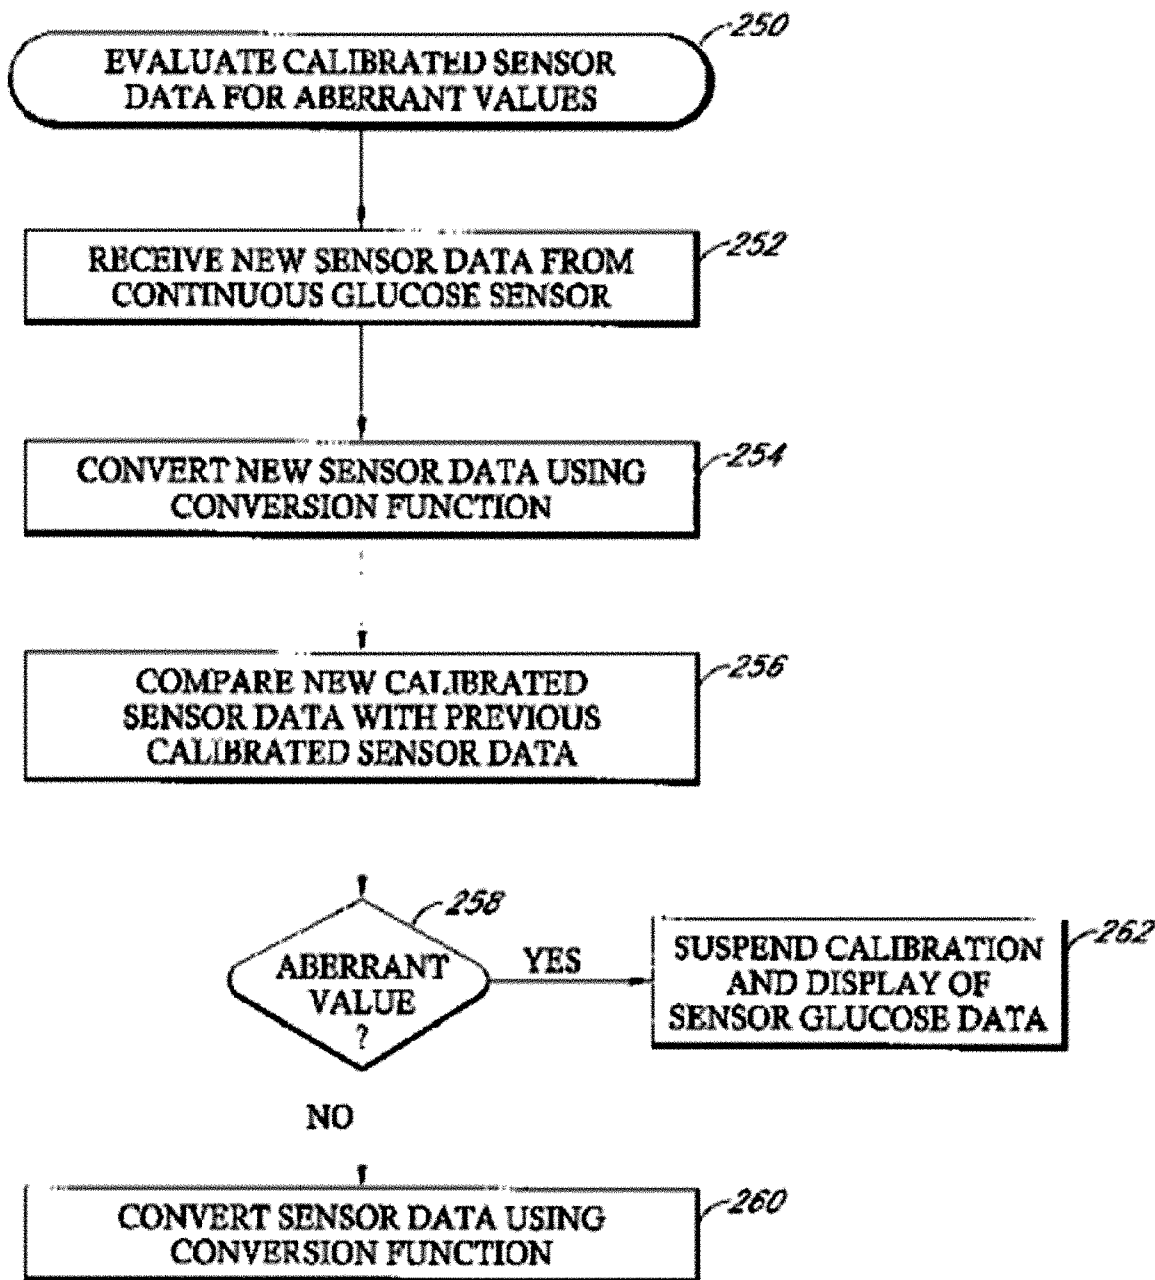 250
EVALUATE CALIBRATED SENSOR
DATA FOR ABERRANT VALUES
252
RECEIVE NEW SENSOR DATA FROM
CONTINUOUS GLUCOSE SENSOR
254
CONVERT NEW SENSOR DATA USING
CONVERSION FUNCTION
256
COMPARE NEW CALIBRATED
SENSOR DATA WITH PREVIOUS
CALIBRATED SENSOR DATA
258
ABERRANT
VALUE
?
YES
262
SUSPEND CALIBRATION
AND DISPLAY OF
SENSOR GLUCOSE DATA
NO
260
CONVERT SENSOR DATA USING
CONVERSION FUNCTION